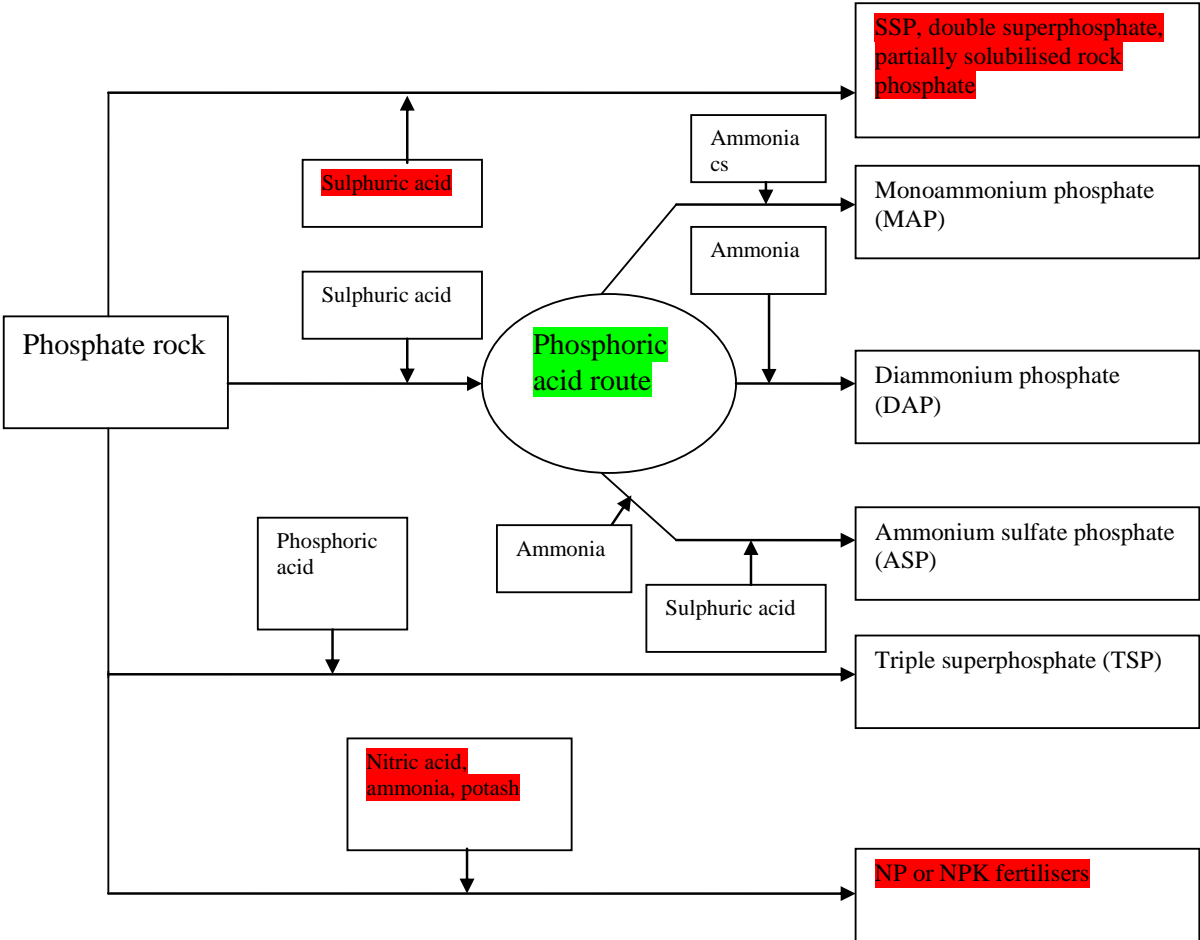 SSP, double superphosphate,
partially solubilised rock
phosphate
Ammonia
cs
Sulphuric acid
Monoammonium phosphate
(MAP)
Ammonia
Sulphuric acid
Phosphate rock
Phosphoric
acid route
Diammonium phosphate
(DAP)
Phosphoric
acid
Ammonia
Ammonium sulfate phosphate
(ASP)
Sulphuric acid
Triple superphosphate (TSP)
Nitric acid,
ammonia, potash
NP or NPK fertilisers